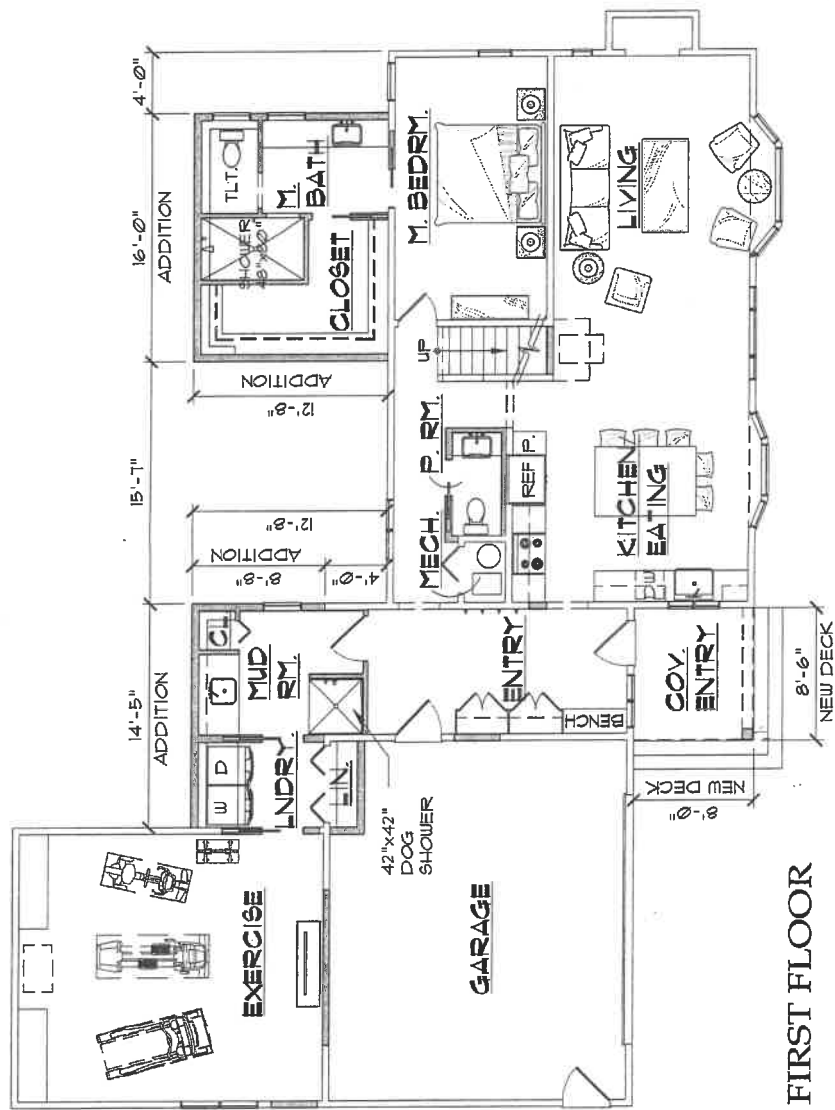 14'-5"
ADDITION
15'-7"
16'-0"
ADDITION
4'-0"
ADDITION
8'-8"
4'-0"
12'-8"
12'-8"
ADDITION
TLT.
SHOWER
48"x80"
M.
BATH
CLOSET
EXERCISE
W D
LNDRY.
LIN.
CL.
MUD
RM.
42"x42"
DOG
SHOWER
GARAGE
ENTRY
BENCH
MECH.
P. RM.
UP
M. BEDRM.
REF
P.
KITCHEN
EATING
DW
LIVING
COV.
ENTRY
NEW DECK
8'-0"
8'-6"
NEW DECK
FIRST FLOOR